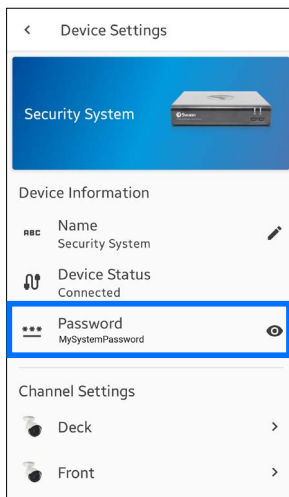 Device Settings
Security System
Swann
Device Information
ABC Name
Security System
Device Status
Connected
*** Password
MySystemPassword
Channel Settings
Deck
Front